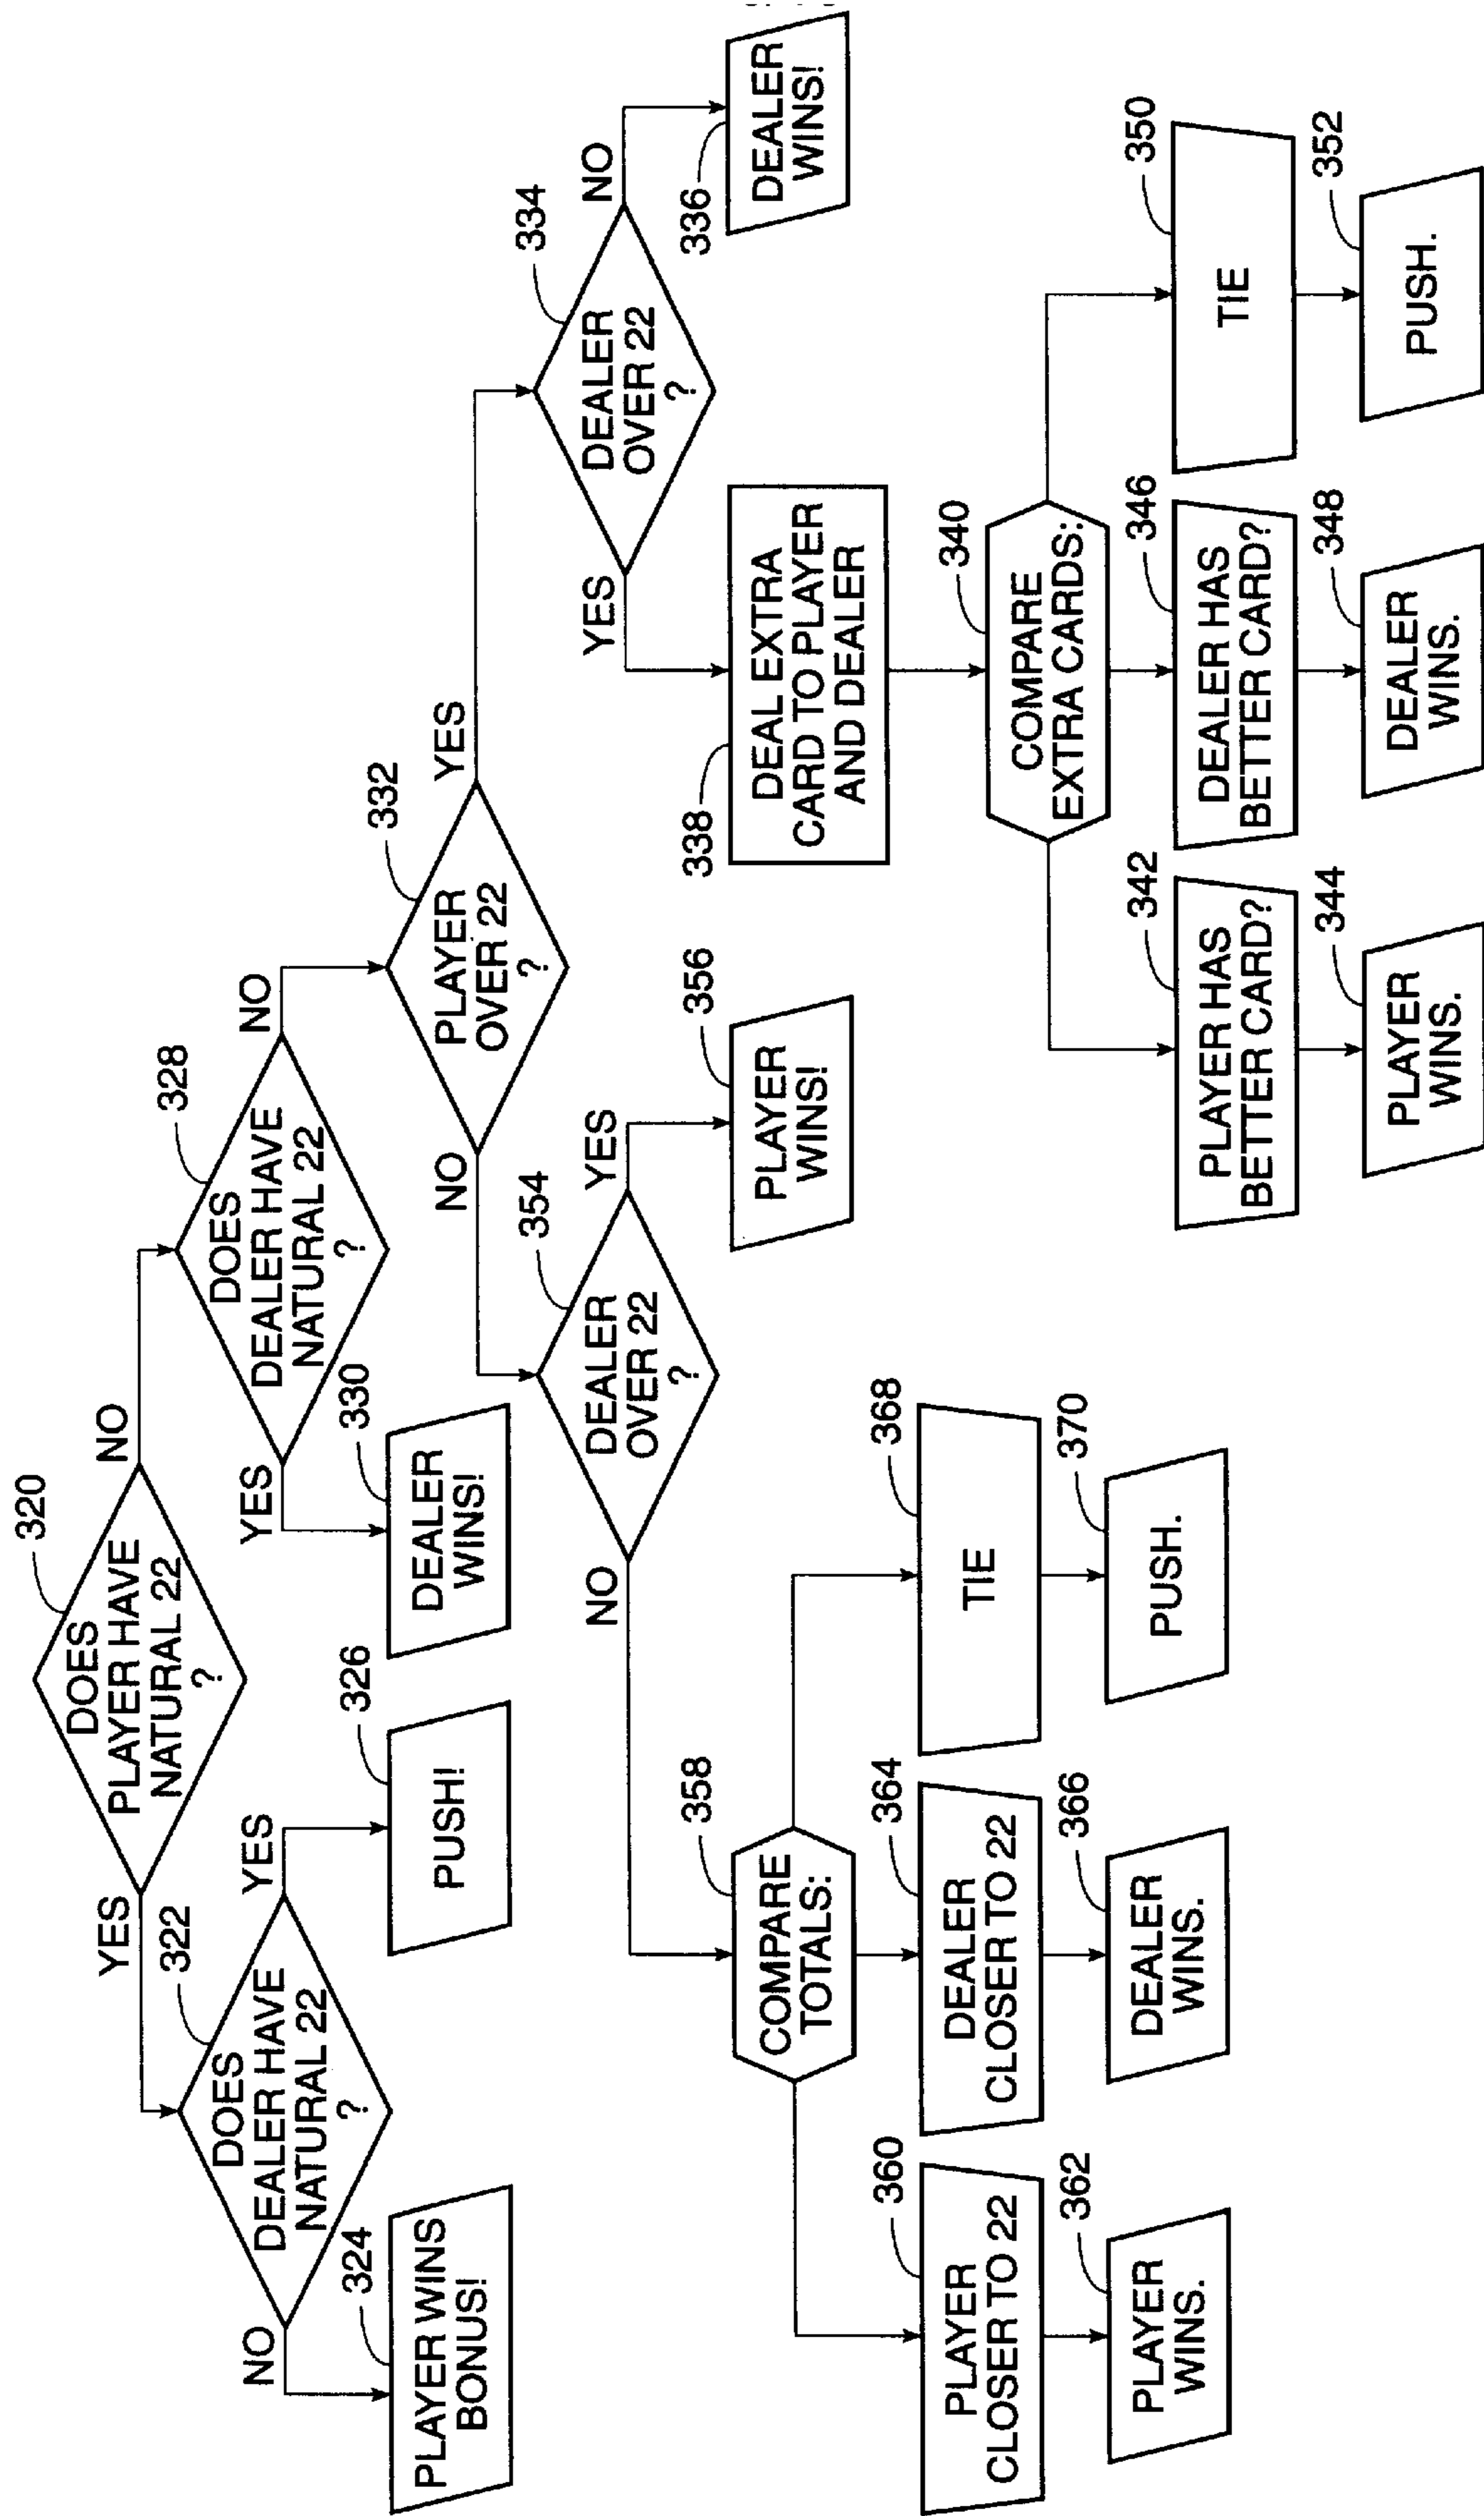 320
DOES
PLAYER HAVE
NATURAL 22
?
YES
NO
322
DOES
DEALER HAVE
NATURAL 22
?
NO
YES
324
PLAYER WINS
BONUS!
326
PUSH!
328
DOES
DEALER HAVE
NATURAL 22
?
YES
NO
330
DEALER
WINS!
332
PLAYER
OVER 22
?
NO
YES
334
DEALER
OVER 22
?
YES
NO
336
DEALER
WINS!
338
DEAL EXTRA
CARD TO PLAYER
AND DEALER
340
COMPARE
EXTRA CARDS:
342
PLAYER HAS
BETTER CARD?
344
PLAYER
WINS.
346
DEALER HAS
BETTER CARD?
348
DEALER
WINS.
350
TIE
352
PUSH.
354
DEALER
OVER 22
?
NO
YES
356
PLAYER
WINS!
358
COMPARE
TOTALS:
360
PLAYER
CLOSER TO 22
362
PLAYER
WINS.
364
DEALER
CLOSER TO 22
366
DEALER
WINS.
368
TIE
370
PUSH.